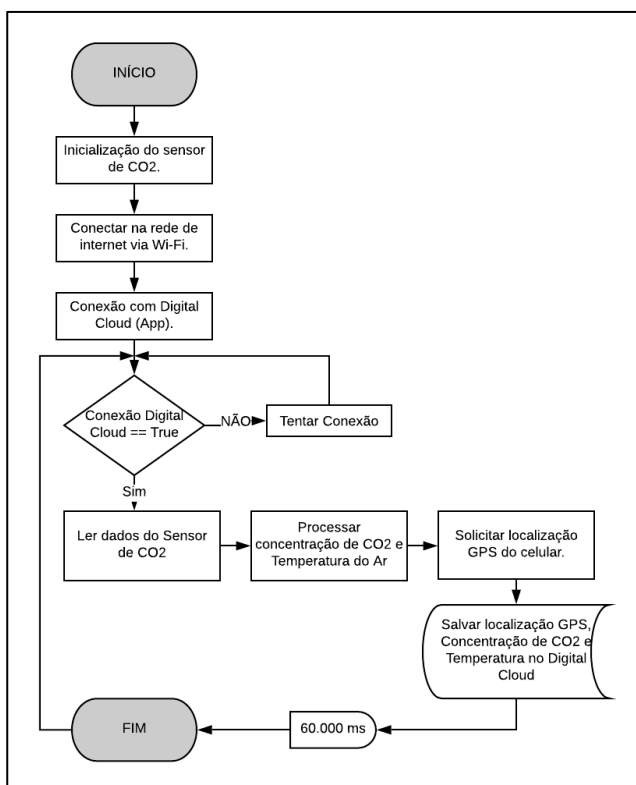 INÍCIO
Inicialização do sensor
de CO2.
Conectar na rede de
internet via Wi-Fi.
Conexão com Digital
Cloud (App).
Conexão Digital
Cloud == True
NÃO
Tentar Conexão
Sim
Ler dados do Sensor
de CO2
Processar
concentração de CO2 e
Temperatura do Ar
Solicitar localização
GPS do celular.
Salvar localização GPS,
Concentração de CO2 e
Temperatura no Digital
Cloud
60.000 ms
FIM